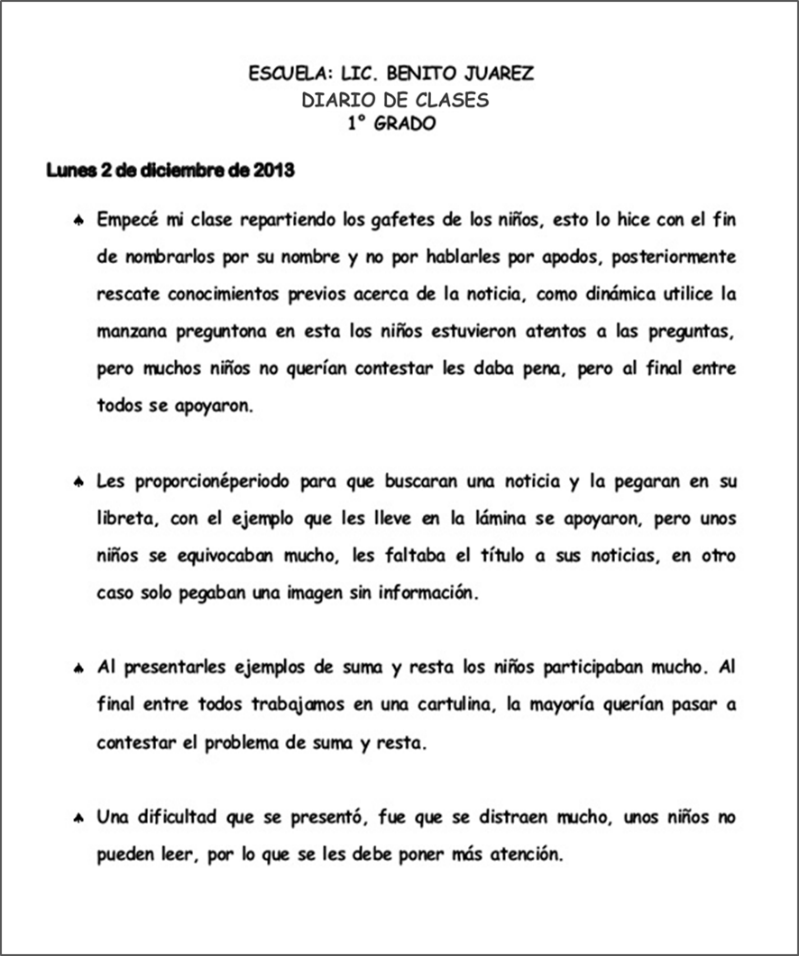 ESCUELA: LIC. BENITO JUAREZ
DIARIO DE CLASES
1° GRADO
Lunes 2 de diciembre de 2013
♠ Empecé mi clase repartiendo los gafetes de los niños, esto lo hice con el fin
de nombrarlos por su nombre y no por hablarles por apodos, posteriormente
rescate conocimientos previos acerca de la noticia, como dinámica utilice la
manzana preguntona en esta los niños estuvieron atentos a las preguntas,
pero muchos niños no querían contestar les daba pena, pero al final entre
todos se apoyaron.
♠ Les proporcionéperiodo para que buscaran una noticia y la pegaran en su
libreta, con el ejemplo que les lleve en la lámina se apoyaron, pero unos
niños se equivocaban mucho, les faltaba el título a sus noticias, en otro
caso solo pegaban una imagen sin información.
♠ Al presentarles ejemplos de suma y resta los niños participaban mucho. Al
final entre todos trabajamos en una cartulina, la mayoría querían pasar a
contestar el problema de suma y resta.
♠ Una dificultad que se presentó, fue que se distraen mucho, unos niños no
pueden leer, por lo que se les debe poner más atención.